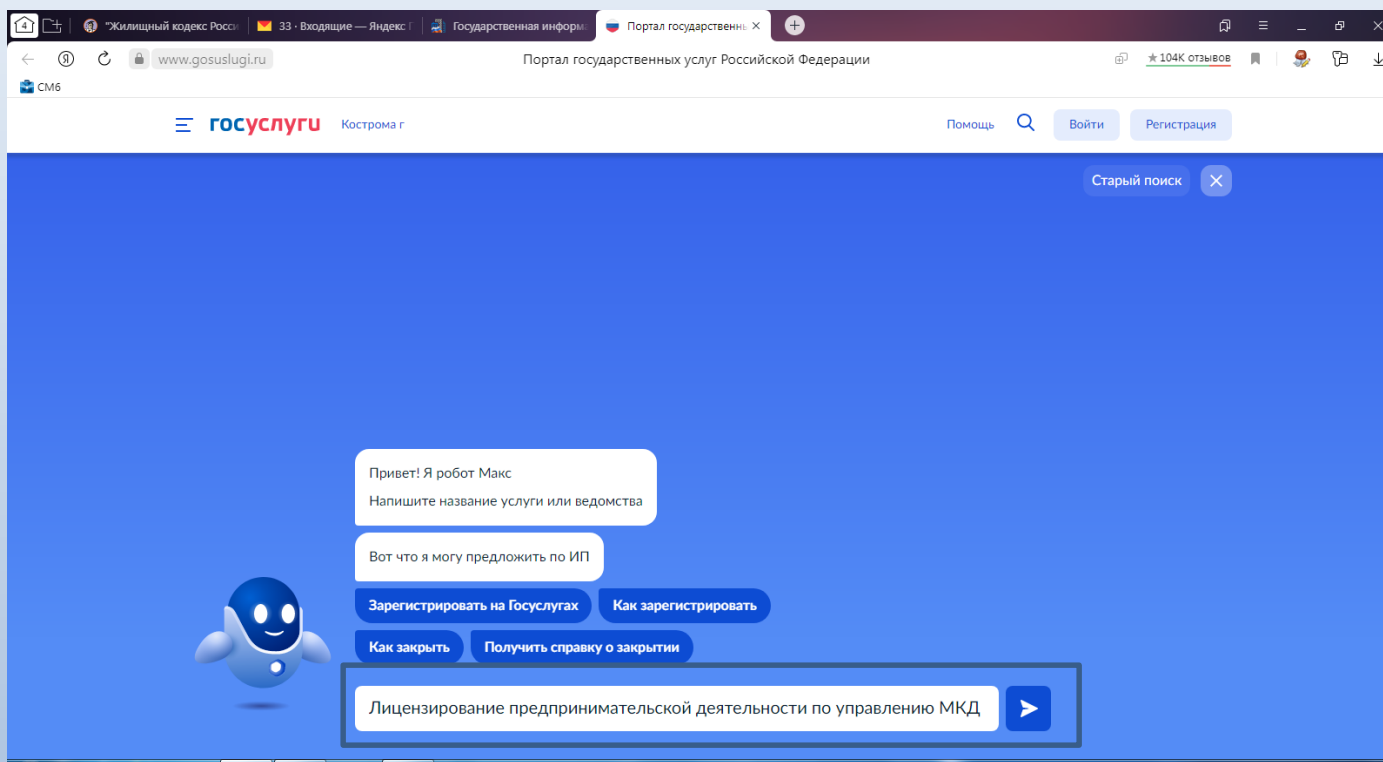 4
"Жилищный кодекс Росси
33 · Входящие — Яндекс П
Государственная информ
Портал государственнь
www.gosuslugi.ru
Портал государственных услуг Российской Федерации
★ 104K отзывов
СМ6
госуслуги
Кострома г
Помощь
Войти
Регистрация
Старый поиск
Привет! Я робот Макс
Напишите название услуги или ведомства
Вот что я могу предложить по ИП
Зарегистрировать на Госуслугах
Как зарегистрировать
Как закрыть
Получить справку о закрытии
Лицензирование предпринимательской деятельности по управлению МКД